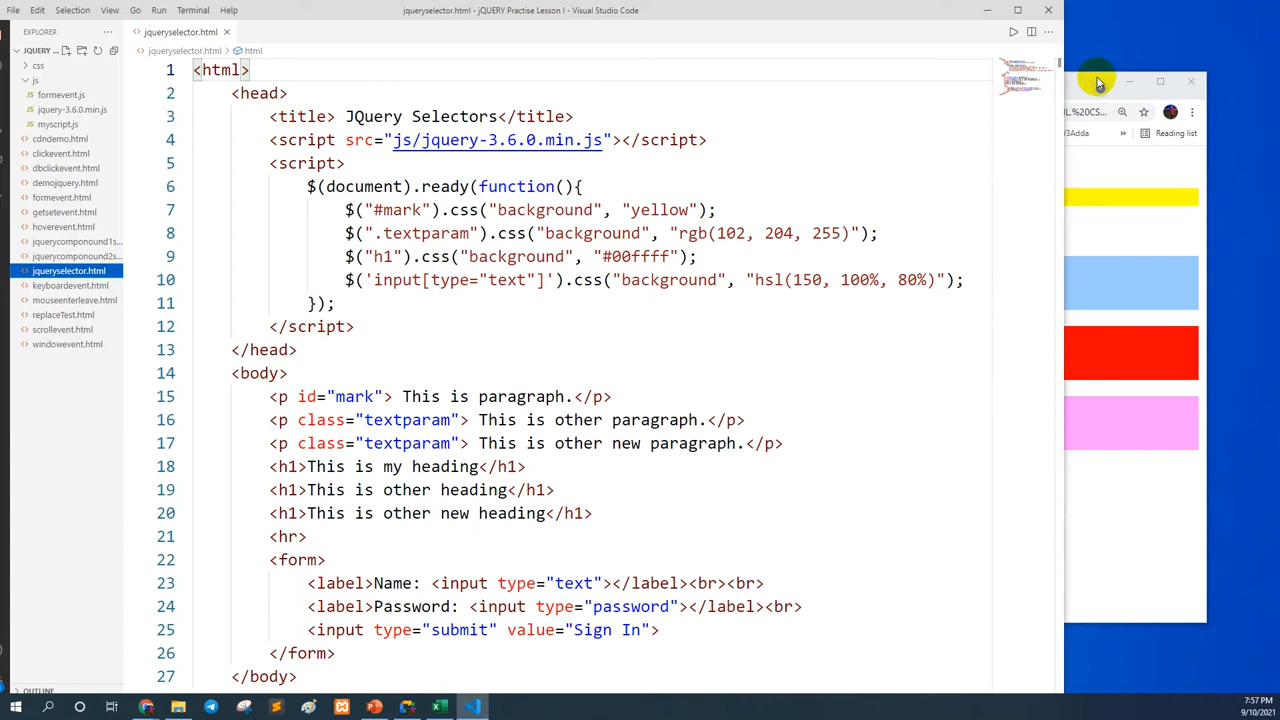 File Edit Selection View Go Run Terminal Help jqueryselector.html - jQUERY Practise Lesson I - Visual Studio Code
EXPLORER
jqueryselector.html
JQUERY ...
jqueryselector.html > html
css
js
formevent.js
jquery-3.6.0.min.js
myscript.js
cdndemo.html
clickevent.html
dbclickevent.html
demojquery.html
formevent.html
getsetevent.html
hoverevent.html
jquerycomponound1s...
jquerycomponound2s...
jqueryselector.html
keyboardevent.html
mouseenterleave.html
replaceTest.html
scrollevent.html
windowevent.html
OUTLINE
1 <html>
2 <head>
3 <title> JQuery Selectors</title>
4 <script src="js/jquery-3.6.0.min.js"></script>
5 <script>
6 $(document).ready(function(){
7 $("#mark").css("background", "yellow");
8 $(".textparam").css("background", "rgb(102, 204, 255)");
9 $("h1").css("background", "#00ffff");
10 $('input[type="text"]').css("background", "hsl(150, 100%, 80%)");
11 });
12 </script>
13 </head>
14 <body>
15 <p id="mark"> This is paragraph.</p>
16 <p class="textparam"> This is other paragraph.</p>
17 <p class="textparam"> This is other new paragraph.</p>
18 <h1>This is my heading</h1>
19 <h1>This is other heading</h1>
20 <h1>This is other new heading</h1>
21 <hr>
22 <form>
23 <label>Name: <input type="text"></label><br><br>
24 <label>Password: <input type="password"></label><br>
25 <input type="submit" value="Sign In">
26 </form>
27 </body>
ML%20CS...
3Adda » Reading list
7:57 PM
9/10/2021